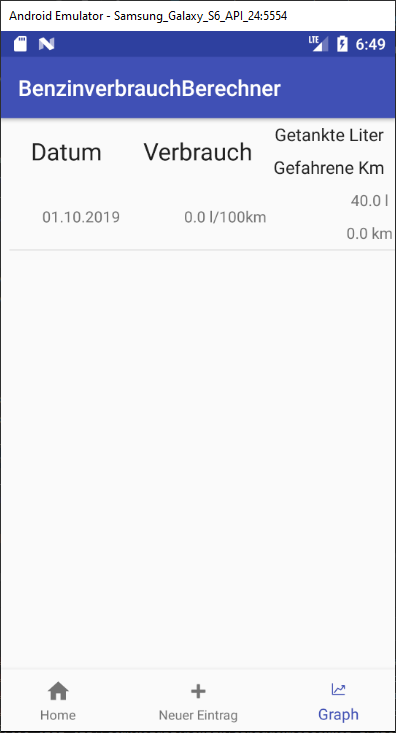 Android Emulator - Samsung_Galaxy_S6_API_24:5554
LTE 6:49
BenzinverbrauchBerechner
Datum Verbrauch Getankte Liter
Gefahrene Km
01.10.2019 0.0 l/100km 40.0 l
0.0 km
Home Neuer Eintrag Graph